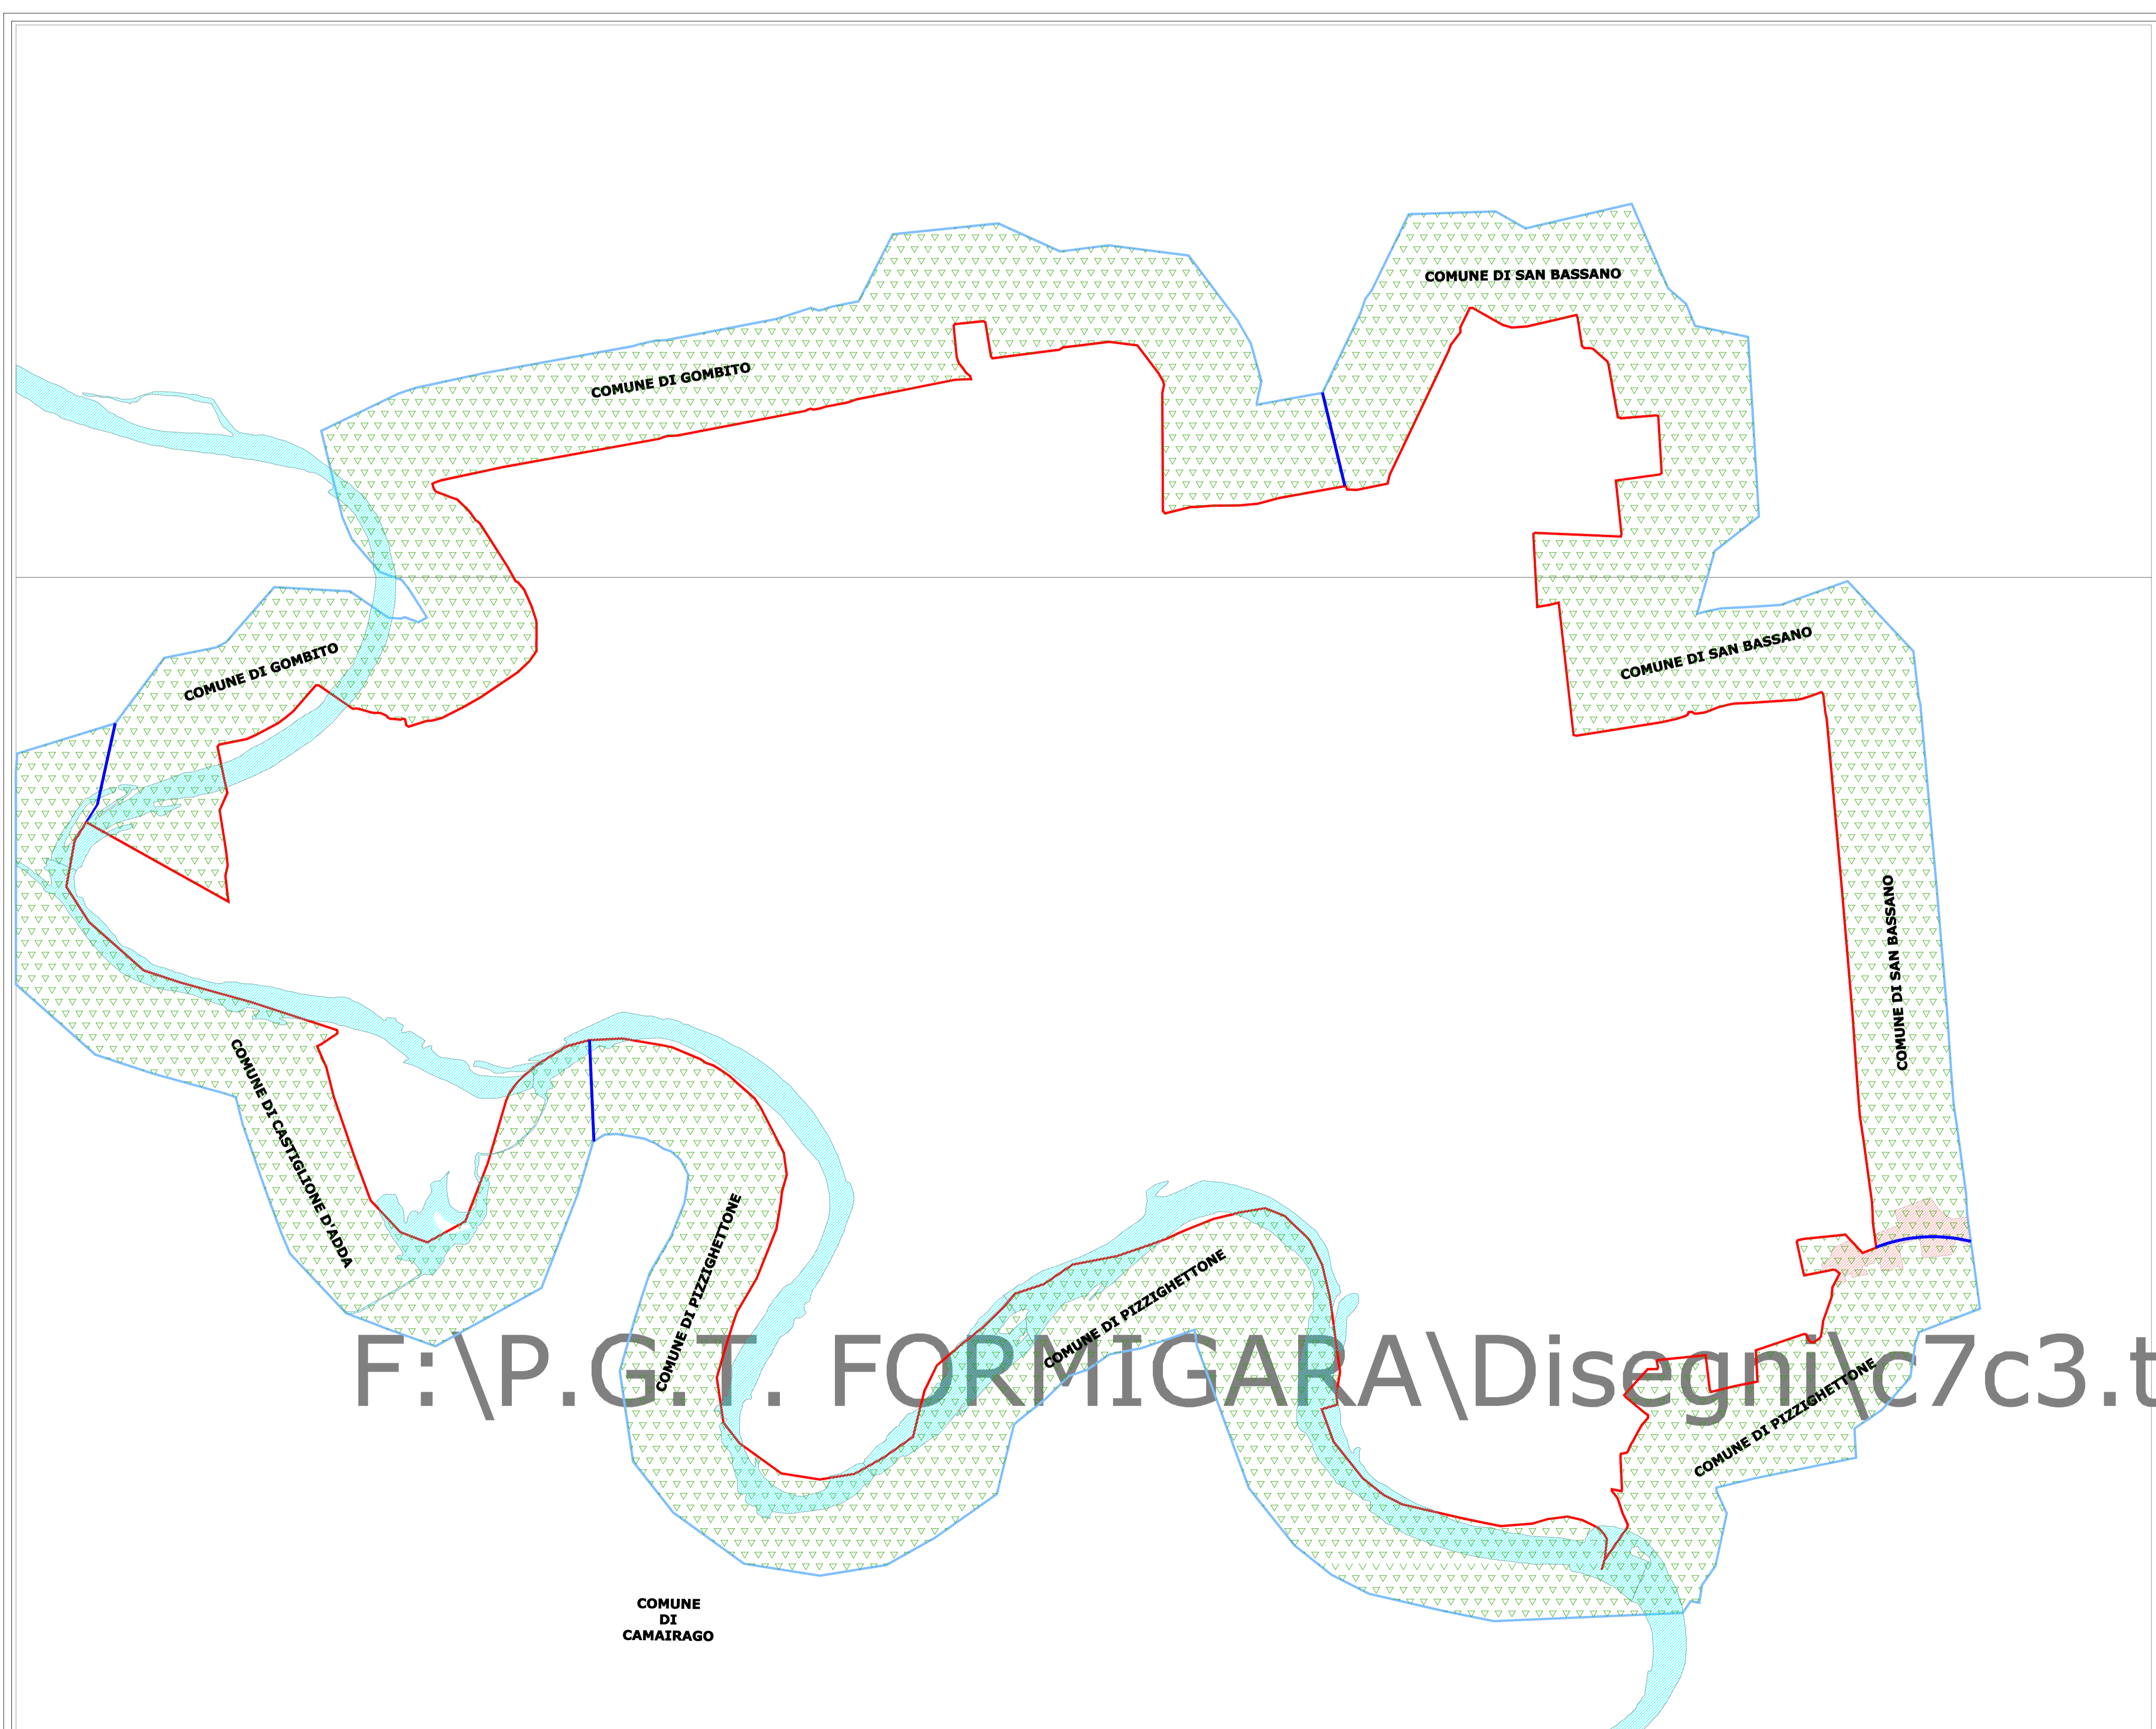 COMUNE DI SAN BASSANO
COMUNE DI GOMBITO
COMUNE DI SAN BASSANO
COMUNE DI GOMBITO
COMUNE DI SAN BASSANO
COMUNE DI CASTIGLIONE D'ADDA
COMUNE DI PIZZIGHETTONE
COMUNE DI PIZZIGHETTONE
F:\P.G.T. FORMIGARA\Disegni\c7c3.t
COMUNE DI PIZZIGHETTONE
COMUNE
DI
CAMAIRAGO